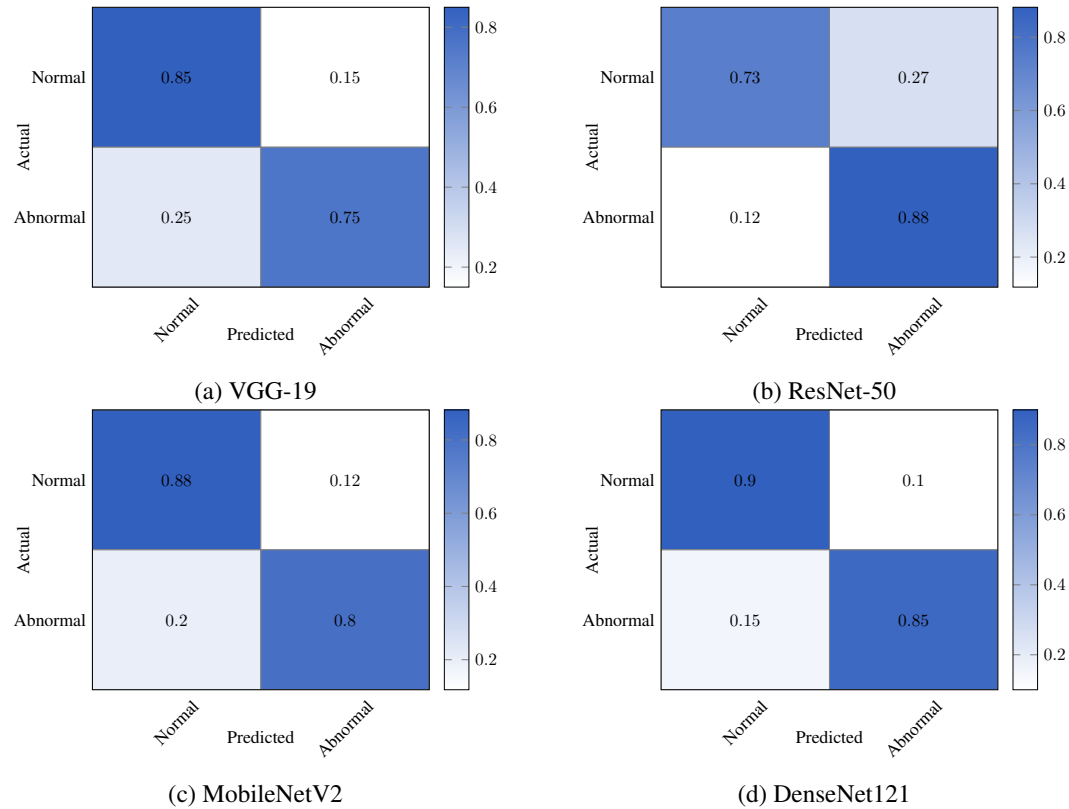 Actual
Normal
Abnormal
0.85
0.15
0.25
0.75
Normal
Abnormal
Predicted
0.8
0.6
0.4
0.2
(a) VGG-19
Actual
Normal
Abnormal
0.73
0.27
0.12
0.88
Normal
Abnormal
Predicted
0.8
0.6
0.4
0.2
(b) ResNet-50
Actual
Normal
Abnormal
0.88
0.12
0.2
0.8
Normal
Abnormal
Predicted
0.8
0.6
0.4
0.2
(c) MobileNetV2
Actual
Normal
Abnormal
0.9
0.1
0.15
0.85
Normal
Abnormal
Predicted
0.8
0.6
0.4
0.2
(d) DenseNet121